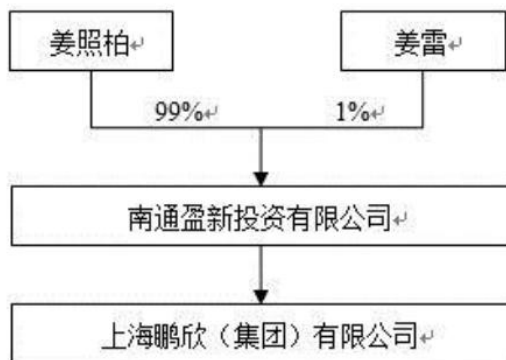 姜照柏
姜雷
99%
1%
南通盈新投资有限公司
上海鹏欣（集团）有限公司